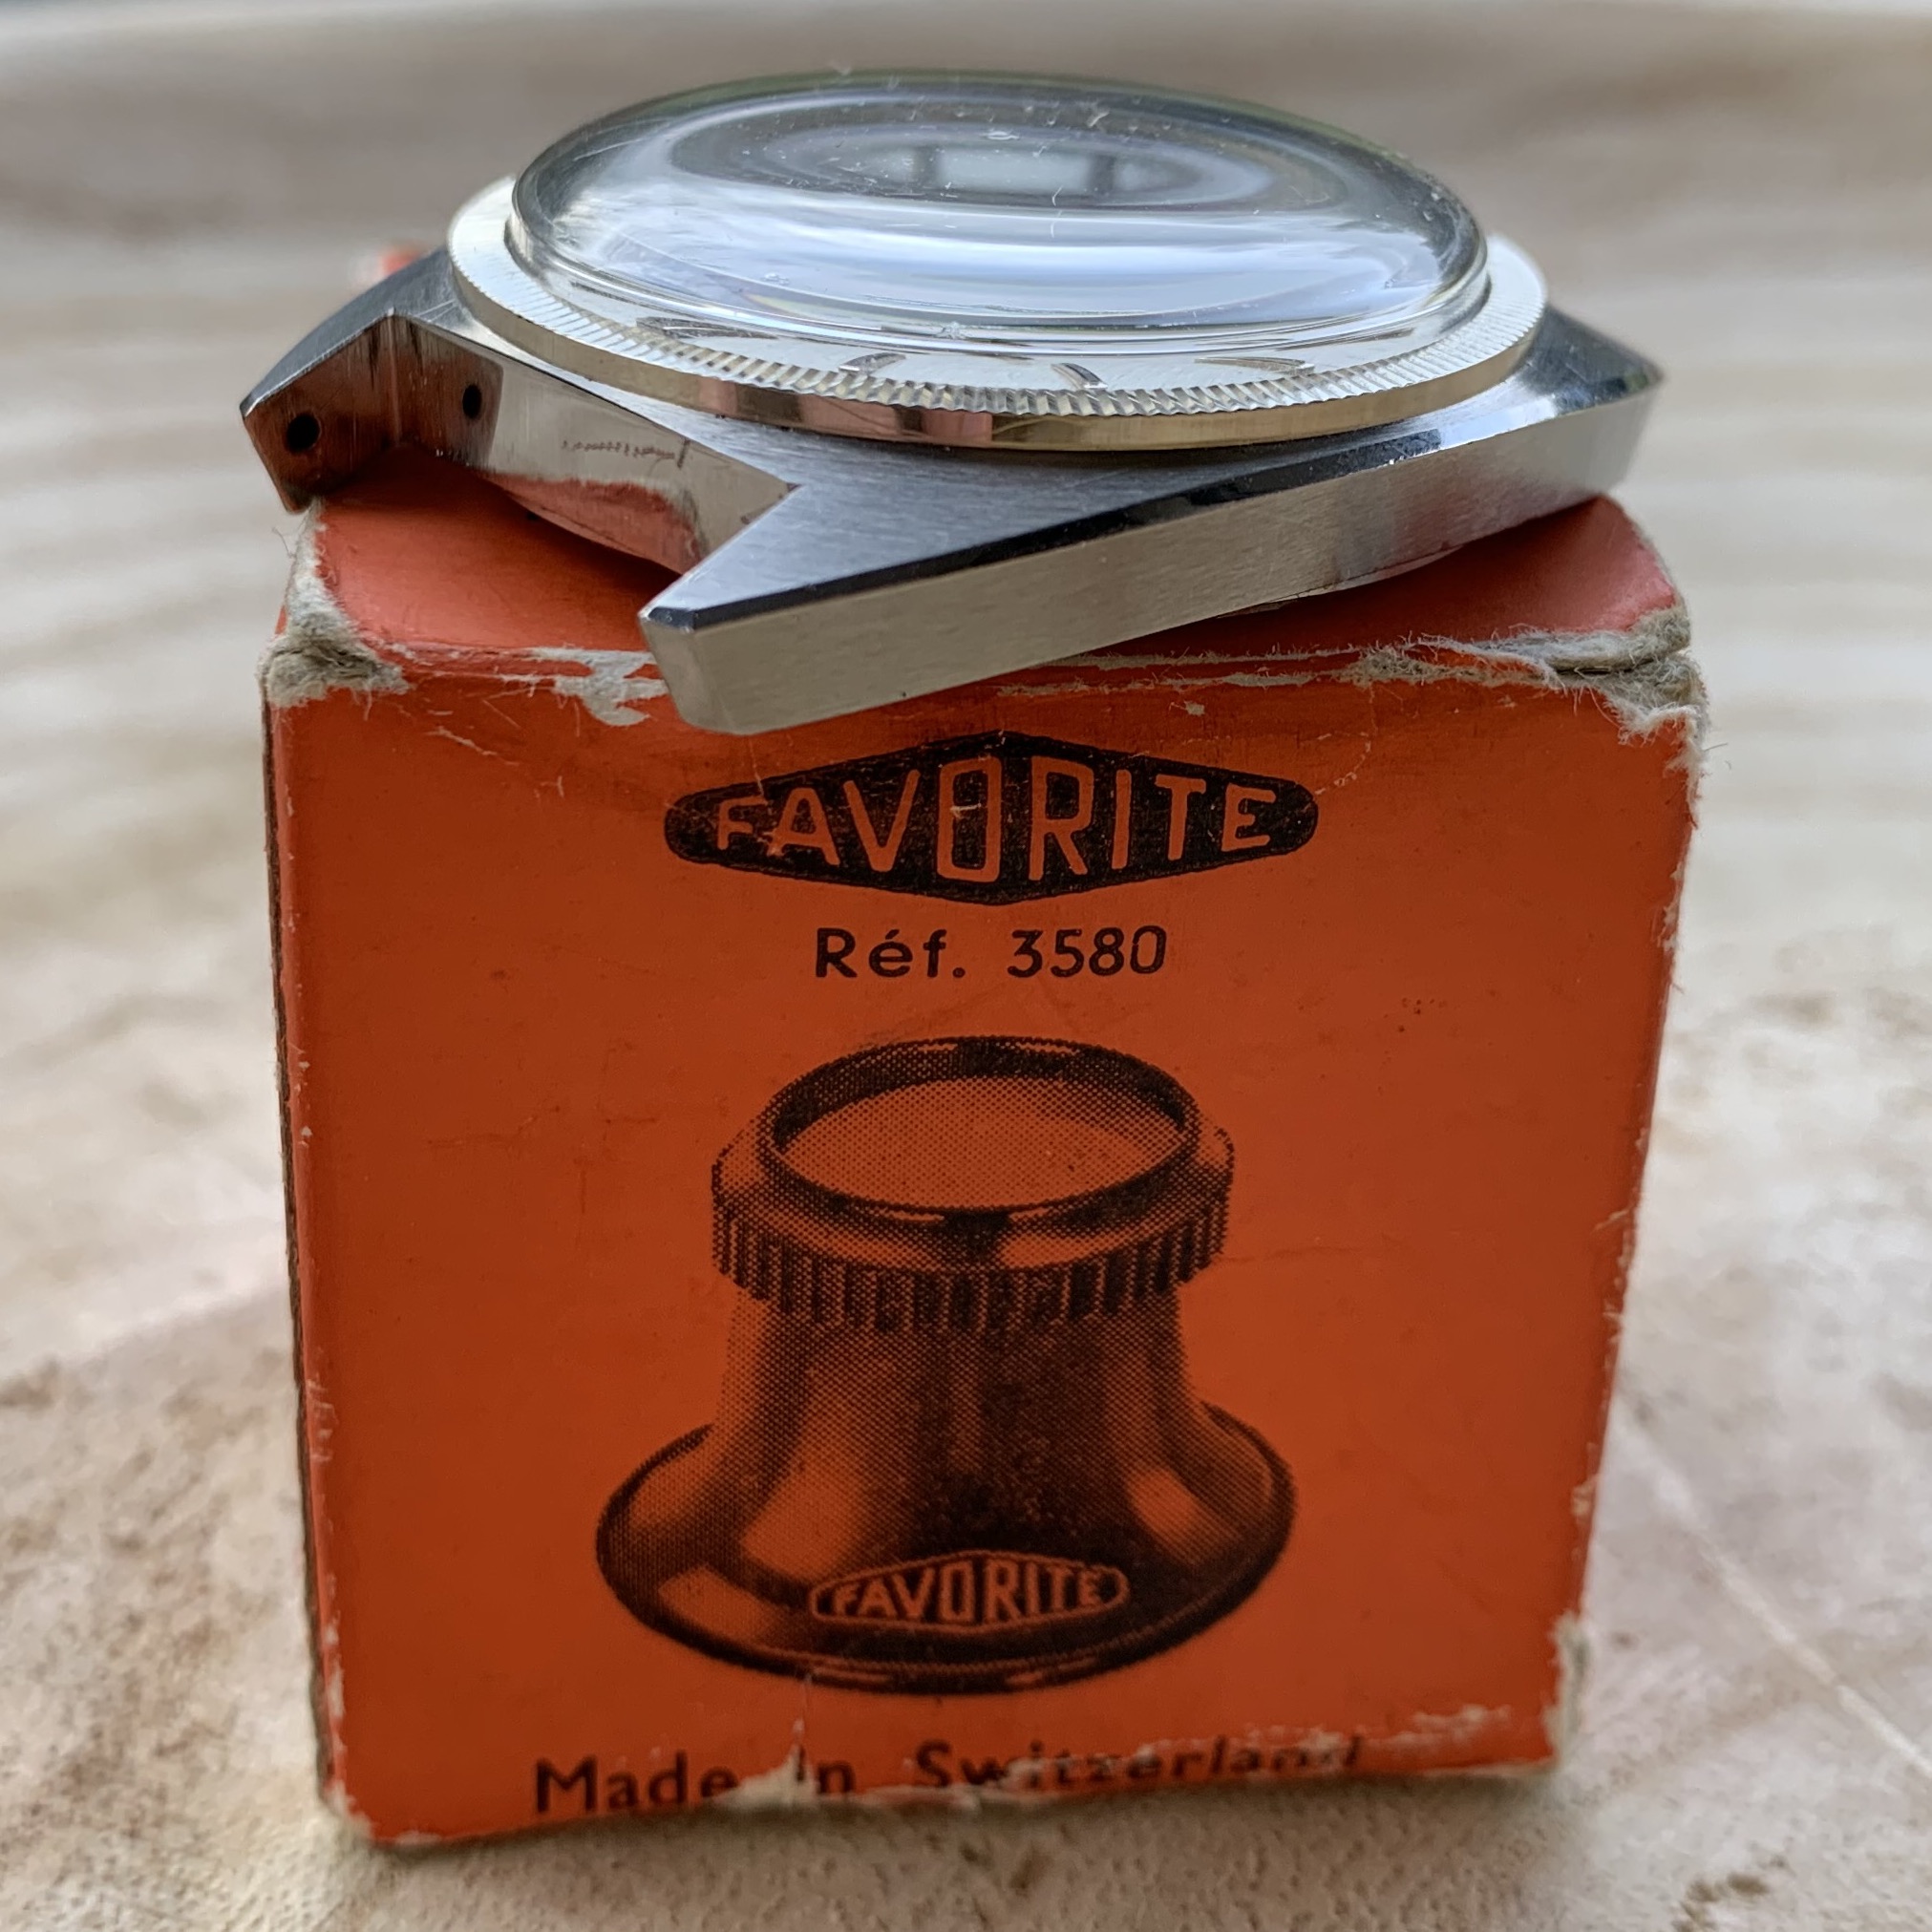 FAVORITE
Réf. 3580
FAVORITE
Made in Switzerland